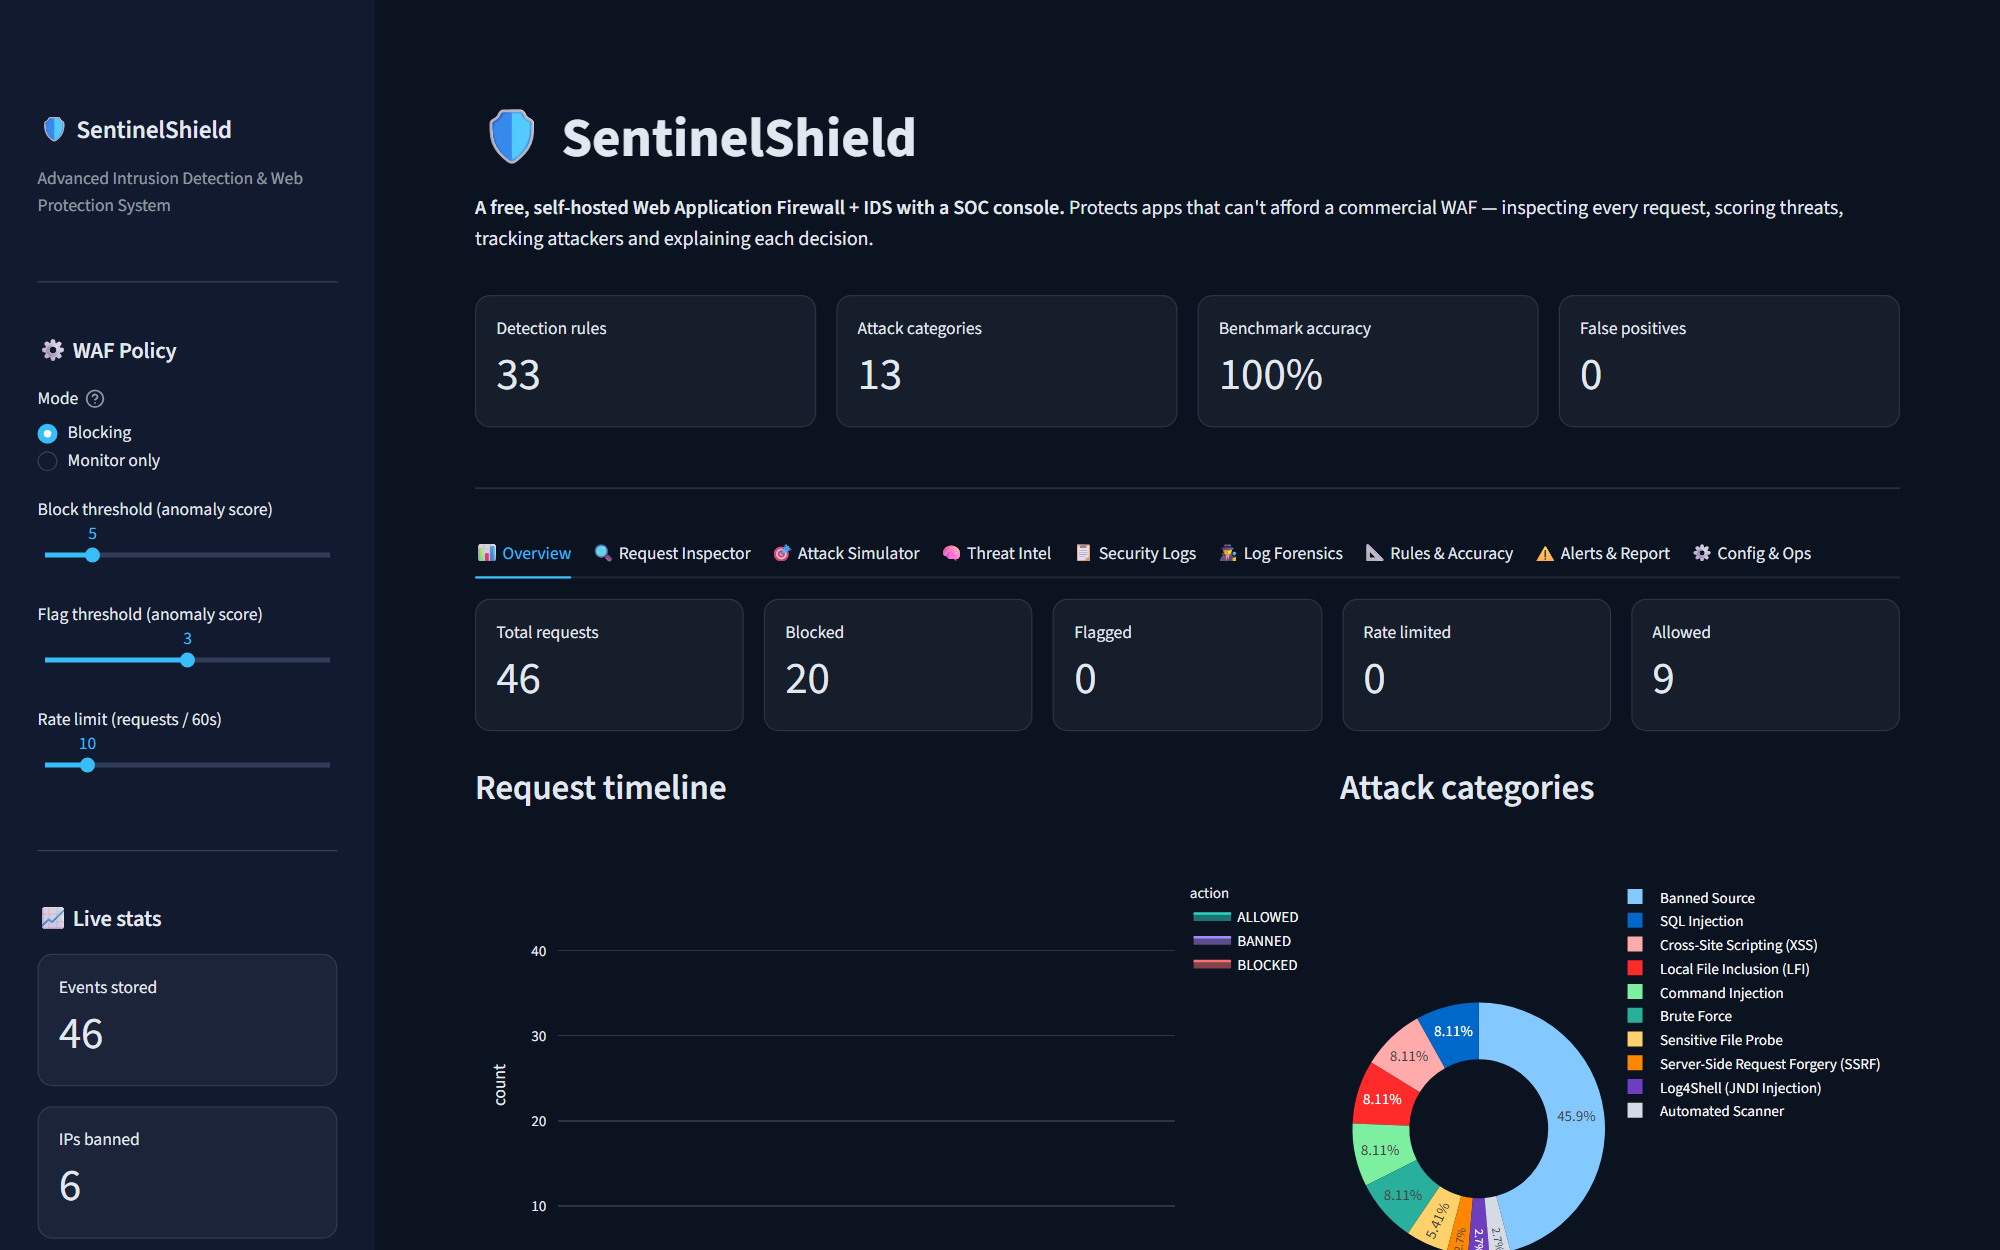 SentinelShield
Advanced Intrusion Detection & Web
Protection System
WAF Policy
Mode
Blocking
Monitor only
Block threshold (anomaly score)
5
Flag threshold (anomaly score)
3
Rate limit (requests / 60s)
10
Live stats
Events stored
46
IPs banned
6
SentinelShield
A free, self-hosted Web Application Firewall + IDS with a SOC console. Protects apps that can't afford a commercial WAF — inspecting every request, scoring threats,
tracking attackers and explaining each decision.
Detection rules
33
Attack categories
13
Benchmark accuracy
100%
False positives
0
Overview Request Inspector Attack Simulator Threat Intel Security Logs Log Forensics Rules & Accuracy Alerts & Report Config & Ops
Total requests
46
Blocked
20
Flagged
0
Rate limited
0
Allowed
9
Request timeline
count
40
30
20
10
action
ALLOWED
BANNED
BLOCKED
Attack categories
45.9%
8.11%
8.11%
8.11%
8.11%
8.11%
5.41%
2.7%
2.7%
2.7%
Banned Source
SQL Injection
Cross-Site Scripting (XSS)
Local File Inclusion (LFI)
Command Injection
Brute Force
Sensitive File Probe
Server-Side Request Forgery (SSRF)
Log4Shell (JNDI Injection)
Automated Scanner